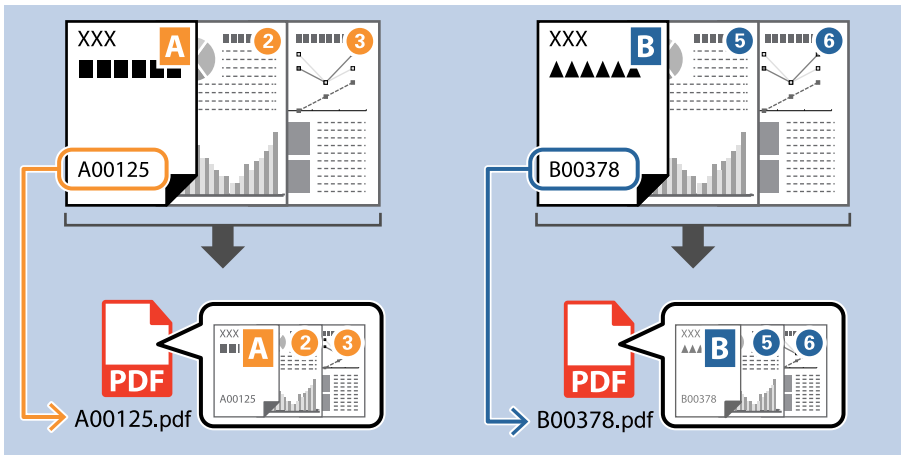 XXX
A
2
3
A00125
XXX
B
5
6
B00378
PDF
XXX
A
2
3
A00125
A00125.pdf
PDF
XXX
B
5
6
B00378
B00378.pdf